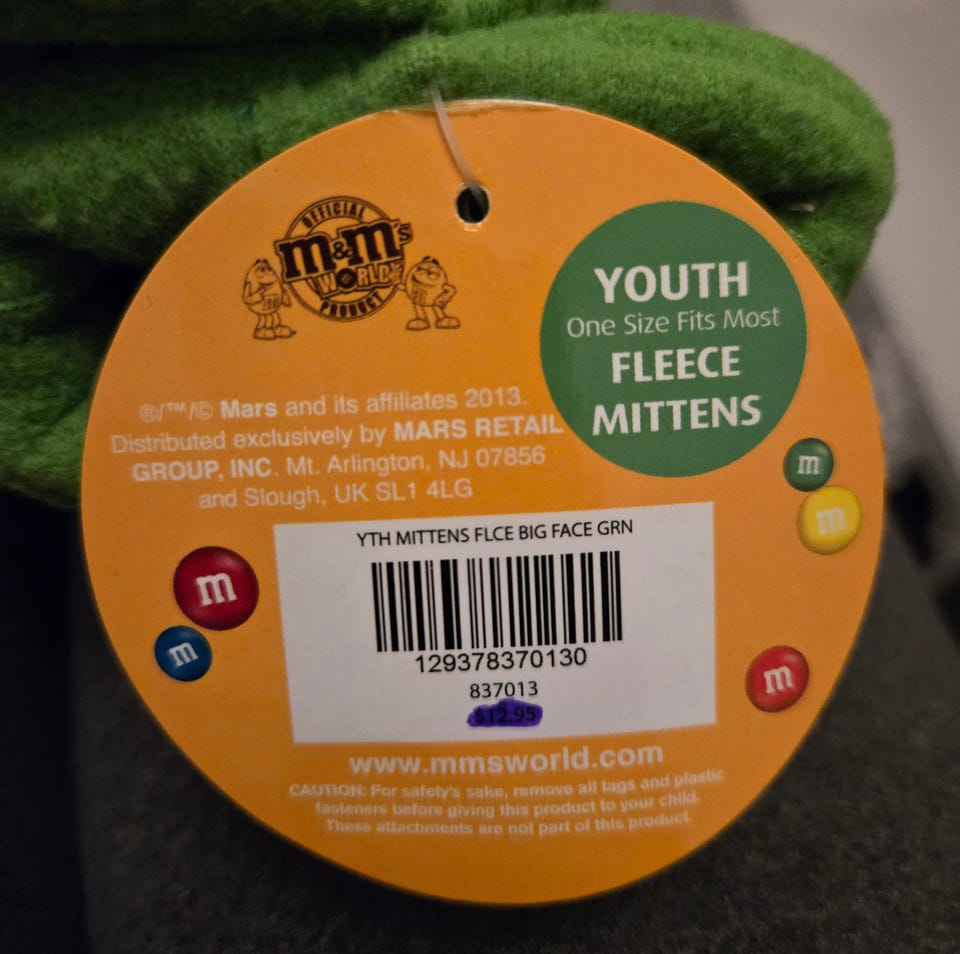 OFFICIAL
m&m's
WORLD
PRODUCT
YOUTH
One Size Fits Most
FLEECE
MITTENS
®/™/© Mars and its affiliates 2013.
Distributed exclusively by MARS RETAIL
GROUP, INC. Mt. Arlington, NJ 07856
and Slough, UK SL1 4LG
m
m
m
m
m
YTH MITTENS FLCE BIG FACE GRN
129378370130
837013
$12.95
www.mmsworld.com
CAUTION: For safety's sake, remove all tags and plastic
fasteners before giving this product to your child.
These attachments are not part of this product.